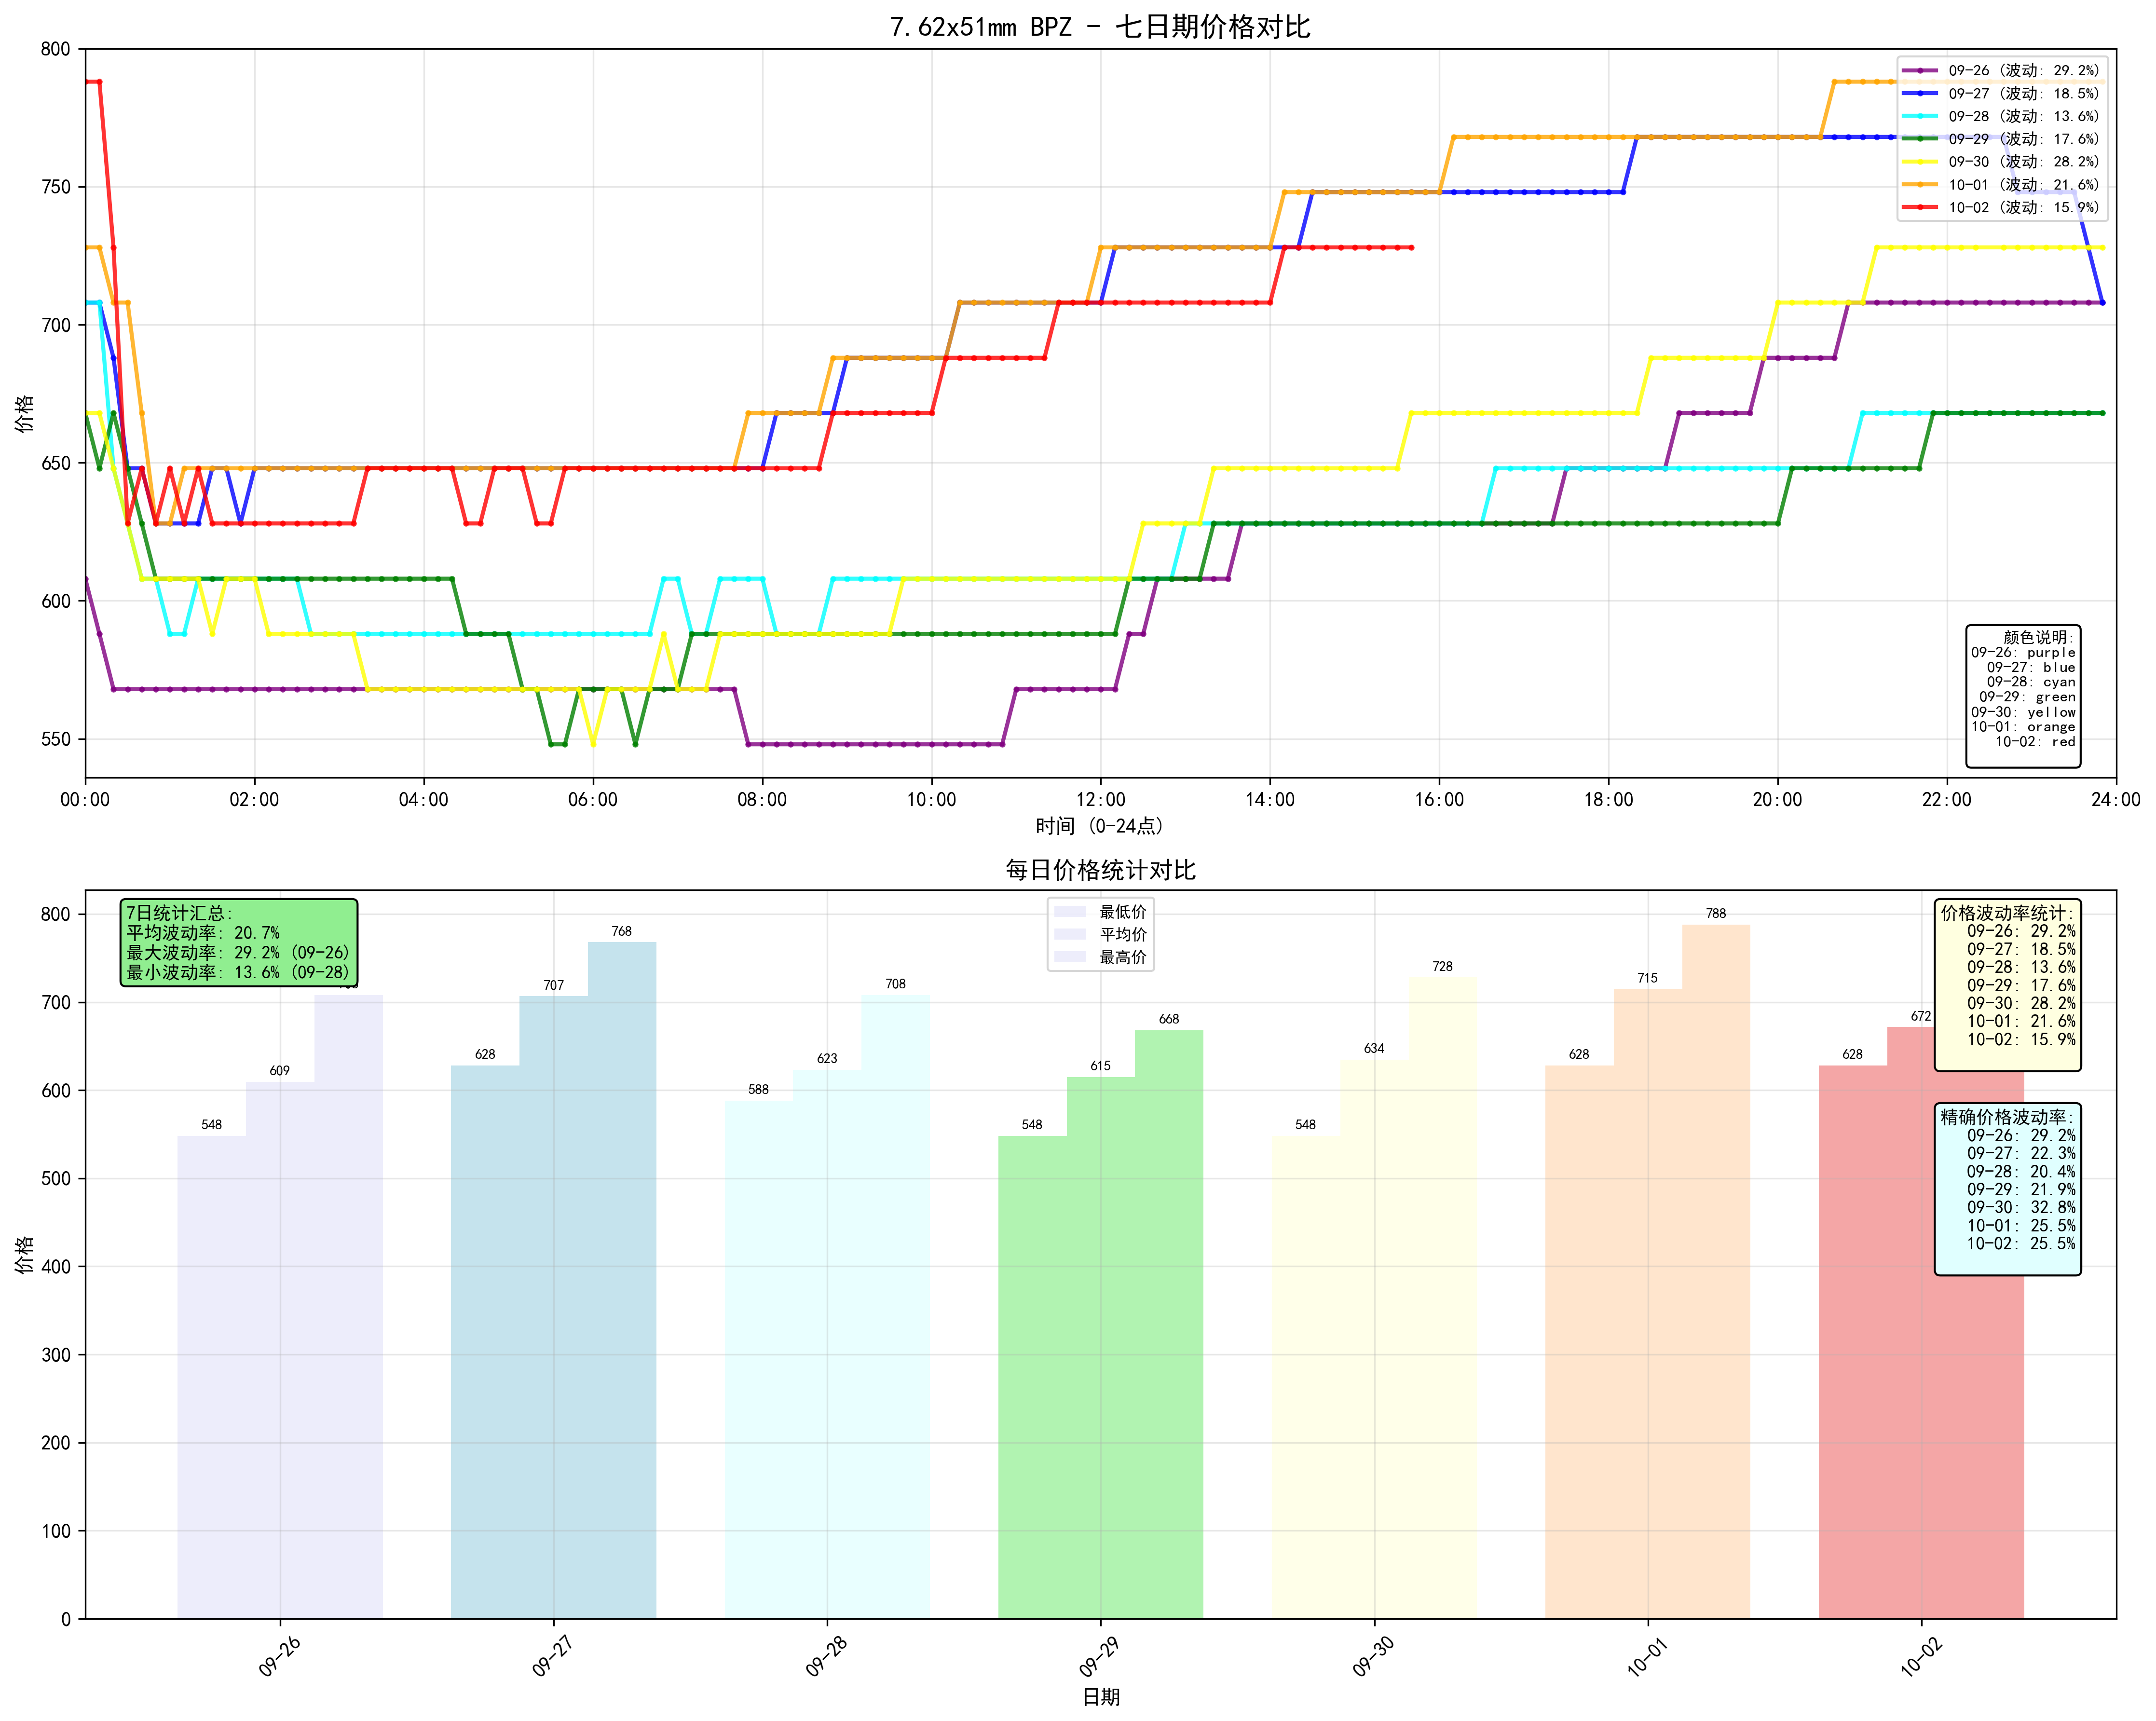 7.62x51mm BPZ - 七日期价格对比
800
750
700
650
600
550
价格
09-26 (波动: 29.2%)
09-27 (波动: 18.5%)
09-28 (波动: 13.6%)
09-29 (波动: 17.6%)
09-30 (波动: 28.2%)
10-01 (波动: 21.6%)
10-02 (波动: 15.9%)
颜色说明:
09-26: purple
09-27: blue
09-28: cyan
09-29: green
09-30: yellow
10-01: orange
10-02: red
00:00 02:00 04:00 06:00 08:00 10:00 12:00 14:00 16:00 18:00 20:00 22:00 24:00
时间 (0-24点)
每日价格统计对比
800
700
600
500
400
300
200
100
0
价格
7日统计汇总:
平均波动率: 20.7%
最大波动率: 29.2% (09-26)
最小波动率: 13.6% (09-28)
最低价
平均价
最高价
价格波动率统计:
09-26: 29.2%
09-27: 18.5%
09-28: 13.6%
09-29: 17.6%
09-30: 28.2%
10-01: 21.6%
10-02: 15.9%
精确价格波动率:
09-26: 29.2%
09-27: 22.3%
09-28: 20.4%
09-29: 21.9%
09-30: 32.8%
10-01: 25.5%
10-02: 25.5%
548 609
628 707 768
588 623 708
548 615 668
548 634 728
628 715 788
628 672
09-26 09-27 09-28 09-29 09-30 10-01 10-02
日期